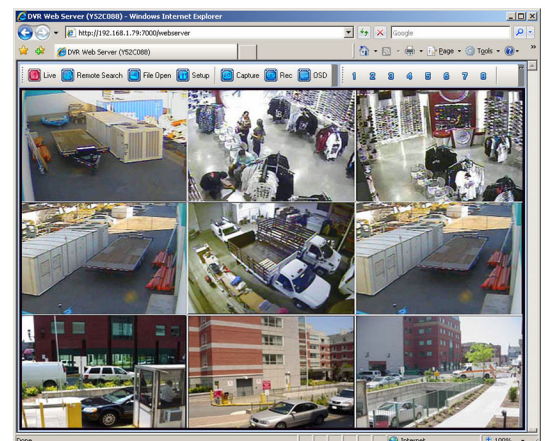 DVR Web Server (Y52C088) - Windows Internet Explorer
http://192.168.1.79:7000/webserver
Google
DVR Web Server (Y52C088)
Page Tools
Live Remote Search File Open Setup Capture Rec OSD 1 2 3 4 5 6 7 8
Done Internet 100%